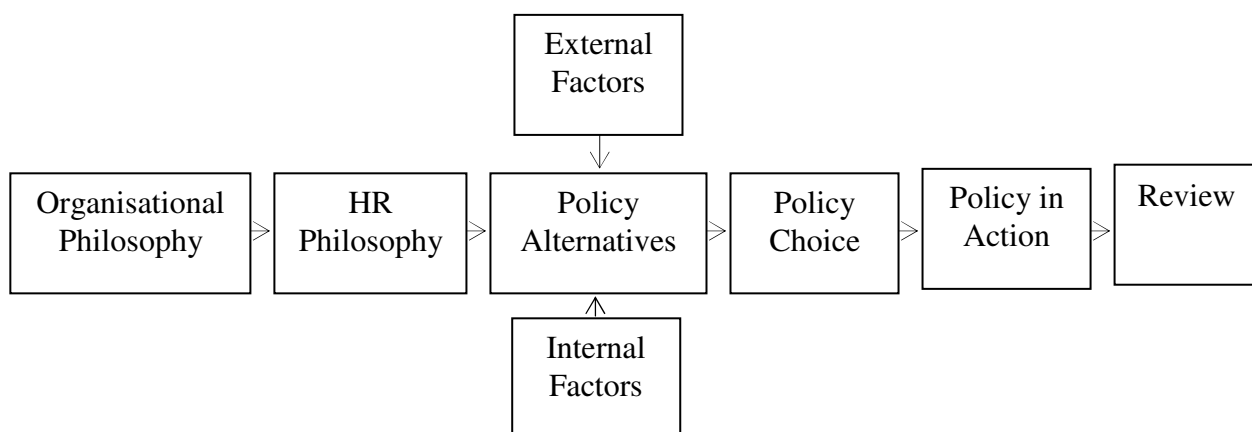 External
Factors
Organisational
Philosophy
HR
Philosophy
Policy
Alternatives
Policy
Choice
Policy in
Action
Review
Internal
Factors